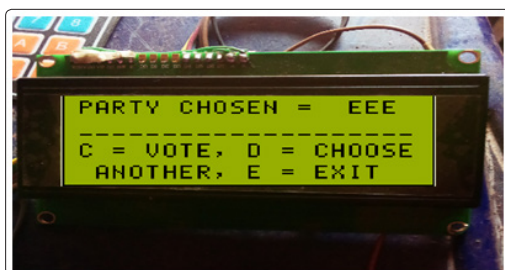 PARTY CHOSEN = EEE
____________________
C = VOTE, D = CHOOSE
ANOTHER, E = EXIT